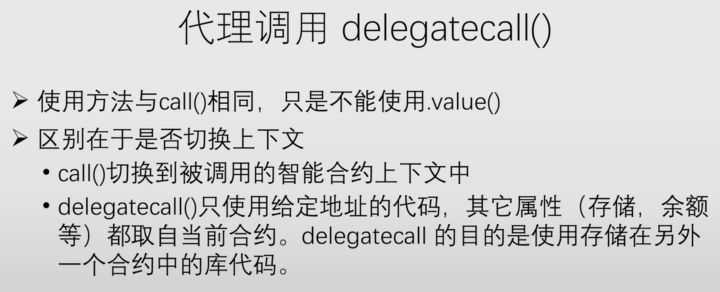 代理调用 delegatecall()
➢ 使用方法与call()相同，只是不能使用.value()
➢ 区别在于是否切换上下文
• call()切换到被调用的智能合约上下文中
• delegatecall()只使用给定地址的代码，其它属性（存储，余额
等）都取自当前合约。delegatecall 的目的是使用存储在另外
一个合约中的库代码。